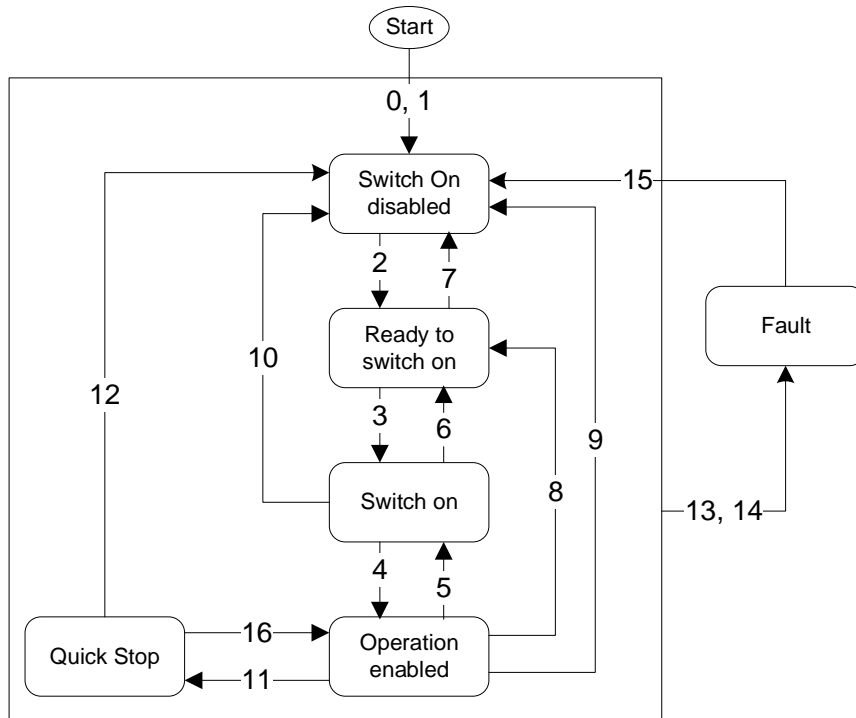 Start
0, 1
Switch On
disabled
15
2
7
Ready to
switch on
Fault
10
12
3
6
9
8
Switch on
13, 14
4
5
Quick Stop
16
11
Operation
enabled